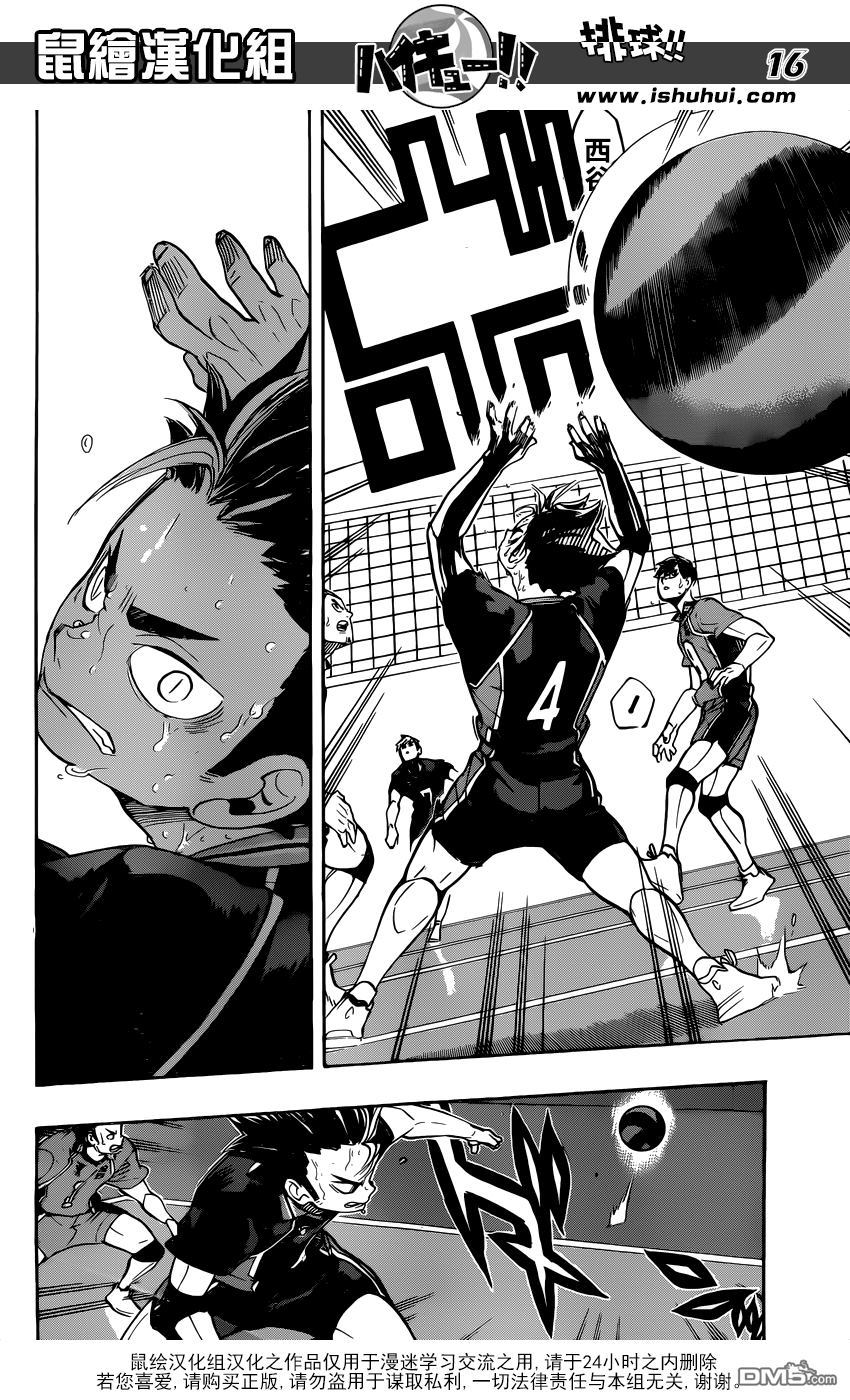 鼠繪漢化組
ハイキュー!!
排球!!
16
www.ishuhui.com
西谷
4
1
7
鼠绘汉化组汉化之作品仅用于漫迷学习交流之用, 请于24小时之内删除
若您喜爱, 请购买正版, 请勿盗用于谋取私利, 一切法律责任与本组无关, 谢谢.
DM5.com